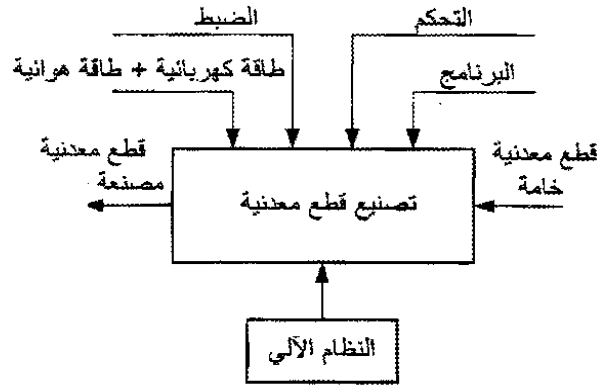 التحكم
الضبط
البرنامج
طاقة كهربائية + طاقة هوائية
قطع معدنية
خامة
تصنيع قطع معدنية
قطع معدنية
مصنعة
النظام الآلي